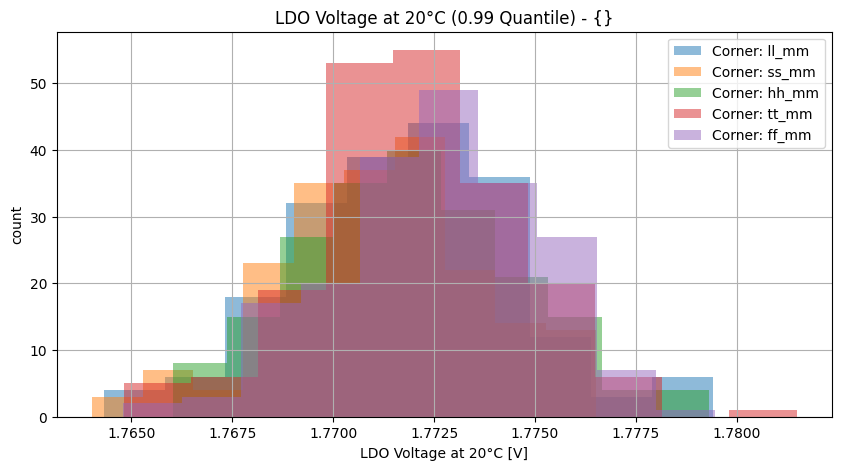 LDO Voltage at 20°C (0.99 Quantile) - {}
Corner: ll_mm
Corner: ss_mm
Corner: hh_mm
Corner: tt_mm
Corner: ff_mm
count
50
40
30
20
10
0
1.7650 1.7675 1.7700 1.7725 1.7750 1.7775 1.7800
LDO Voltage at 20°C [V]